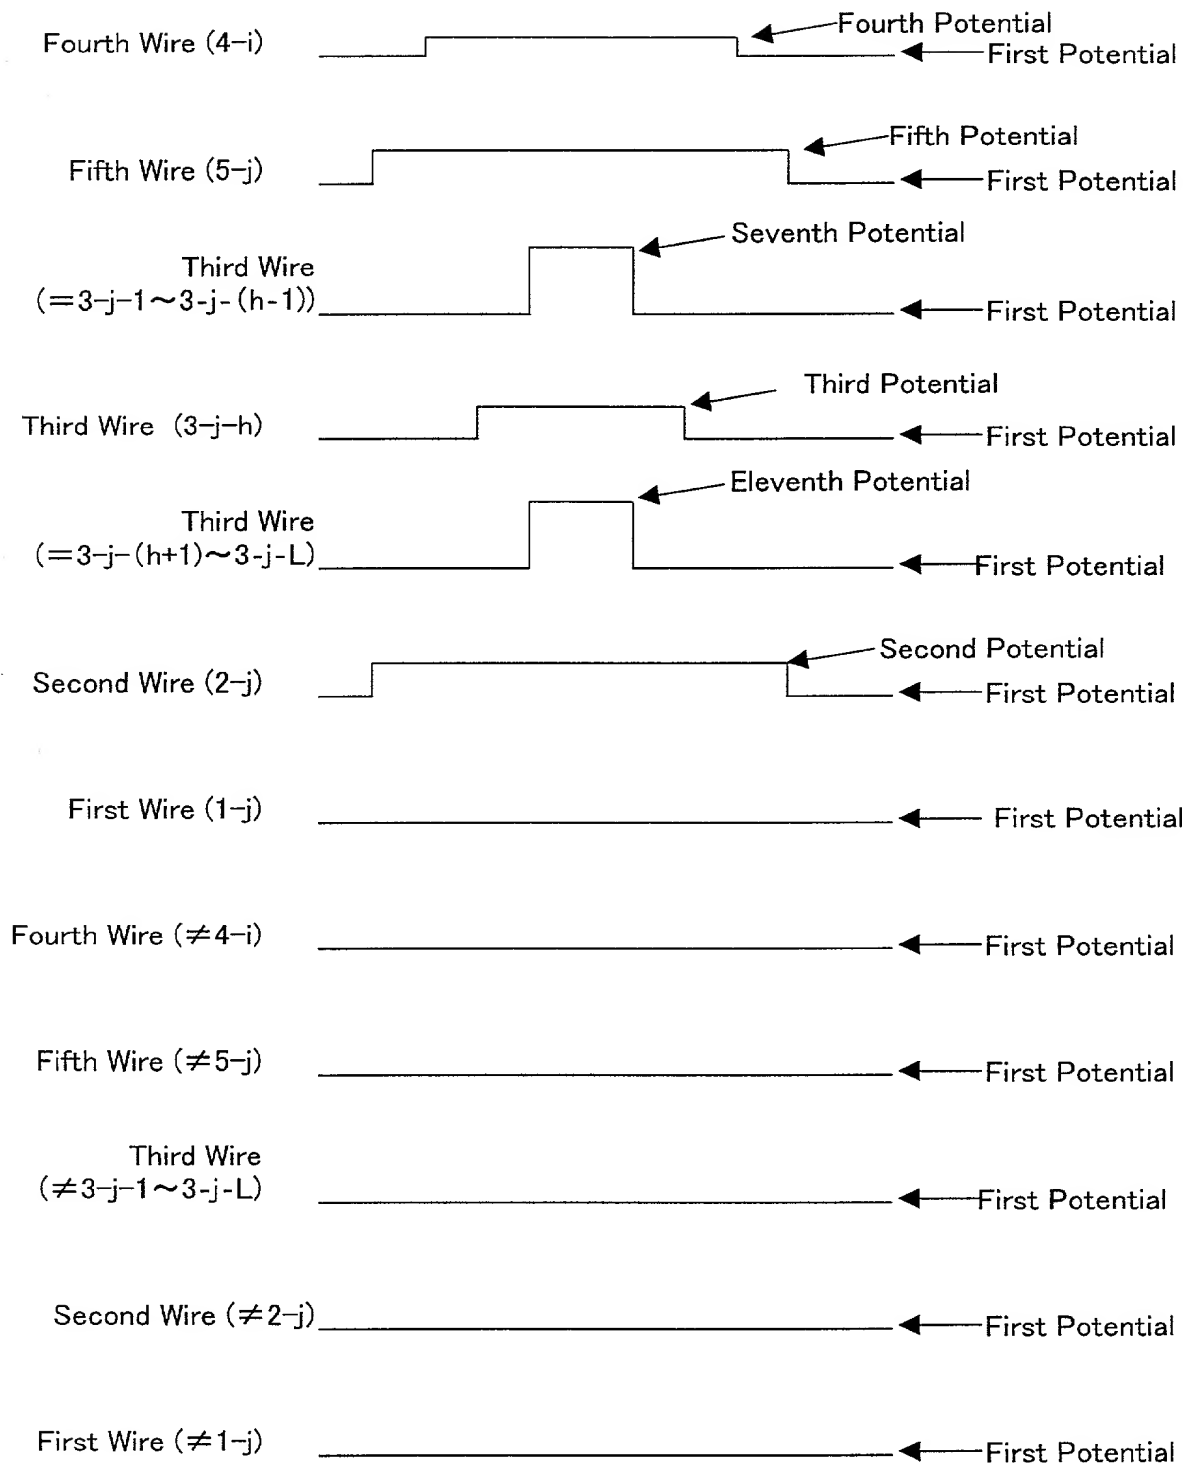 Fourth Wire (4-i)
Fourth Potential
First Potential
Fifth Wire (5-j)
Fifth Potential
First Potential
Third Wire
(=3-j-1～3-j-(h-1))
Seventh Potential
First Potential
Third Wire (3-j-h)
Third Potential
First Potential
Third Wire
(=3-j-(h+1)～3-j-L)
Eleventh Potential
First Potential
Second Wire (2-j)
Second Potential
First Potential
First Wire (1-j)
First Potential
Fourth Wire (≠4-i)
First Potential
Fifth Wire (≠5-j)
First Potential
Third Wire
(≠3-j-1～3-j-L)
First Potential
Second Wire (≠2-j)
First Potential
First Wire (≠1-j)
First Potential